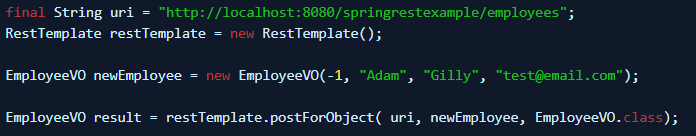 final String uri = "http://localhost:8080/springrestexample/employees";
RestTemplate restTemplate = new RestTemplate();
EmployeeVO newEmployee = new EmployeeVO(-1, "Adam", "Gilly", "test@email.com");
EmployeeVO result = restTemplate.postForObject( uri, newEmployee, EmployeeVO.class);